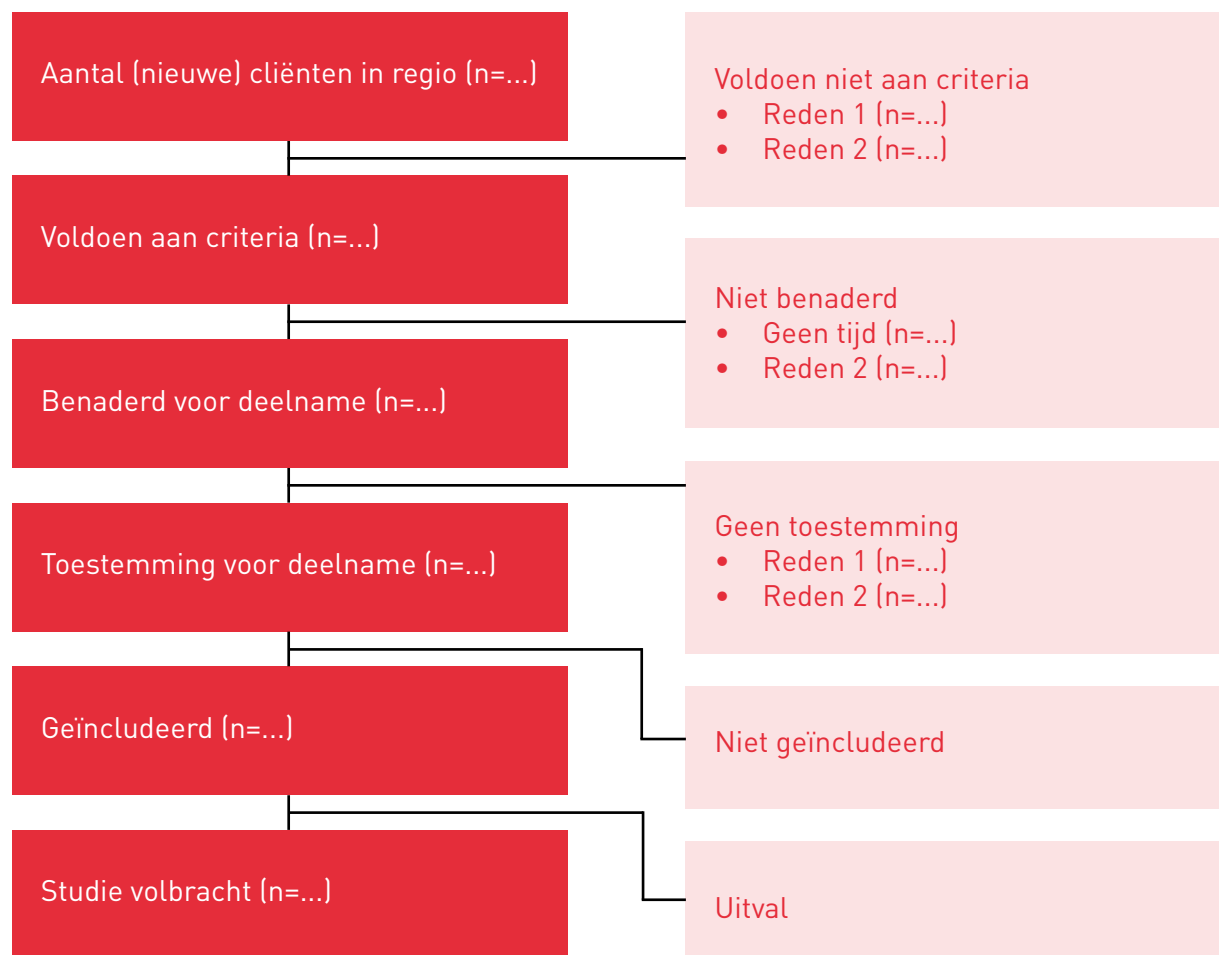 Aantal (nieuwe) cliënten in regio (n=...)
Voldoen niet aan criteria
• Reden 1 (n=...)
• Reden 2 (n=...)
Voldoen aan criteria (n=...)
Niet benaderd
• Geen tijd (n=...)
• Reden 2 (n=...)
Benaderd voor deelname (n=...)
Geen toestemming
• Reden 1 (n=...)
• Reden 2 (n=...)
Toestemming voor deelname (n=...)
Niet geïncludeerd
Geïncludeerd (n=...)
Uitval
Studie volbracht (n=...)